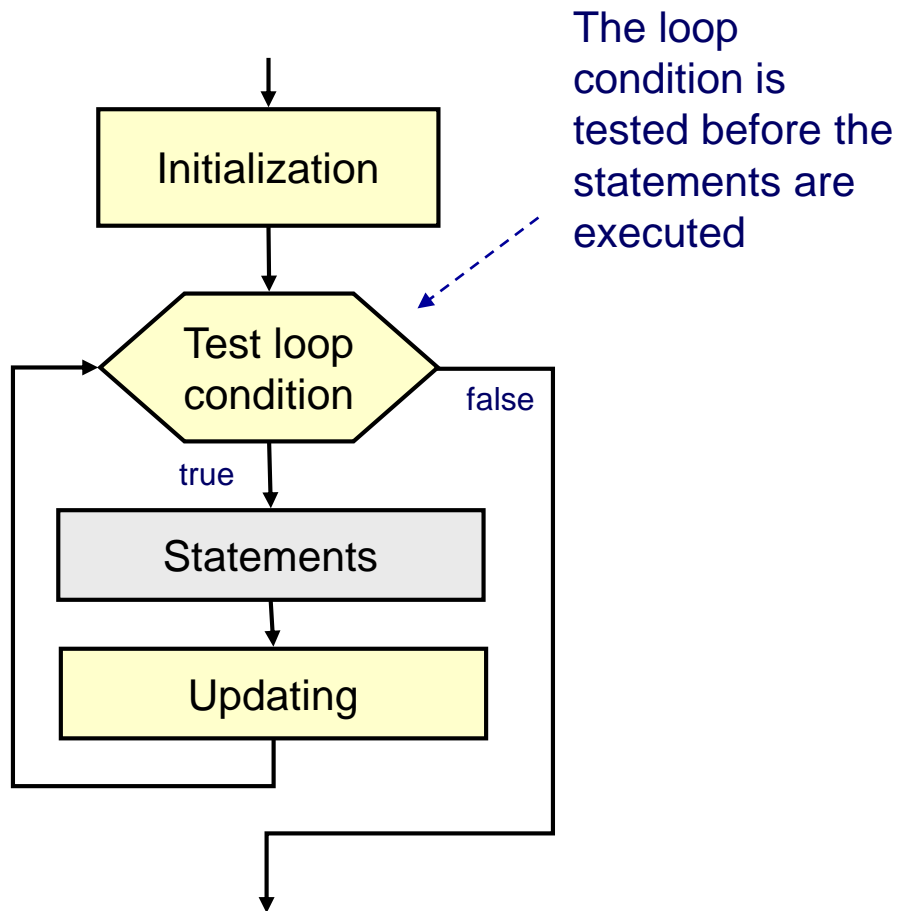 The loop
condition is
tested before the
statements are
executed
Initialization
Test loop
condition
false
true
Statements
Updating